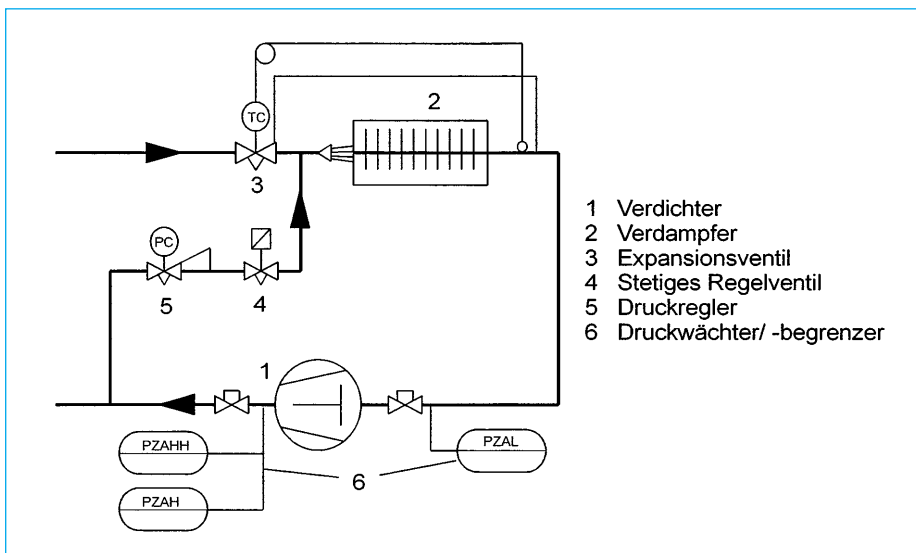 TC
2
3
PC
5
4
1
PZAHH
PZAH
6
PZAL
1 Verdichter
2 Verdampfer
3 Expansionsventil
4 Stetiges Regelventil
5 Druckregler
6 Druckwächter/ -begrenzer